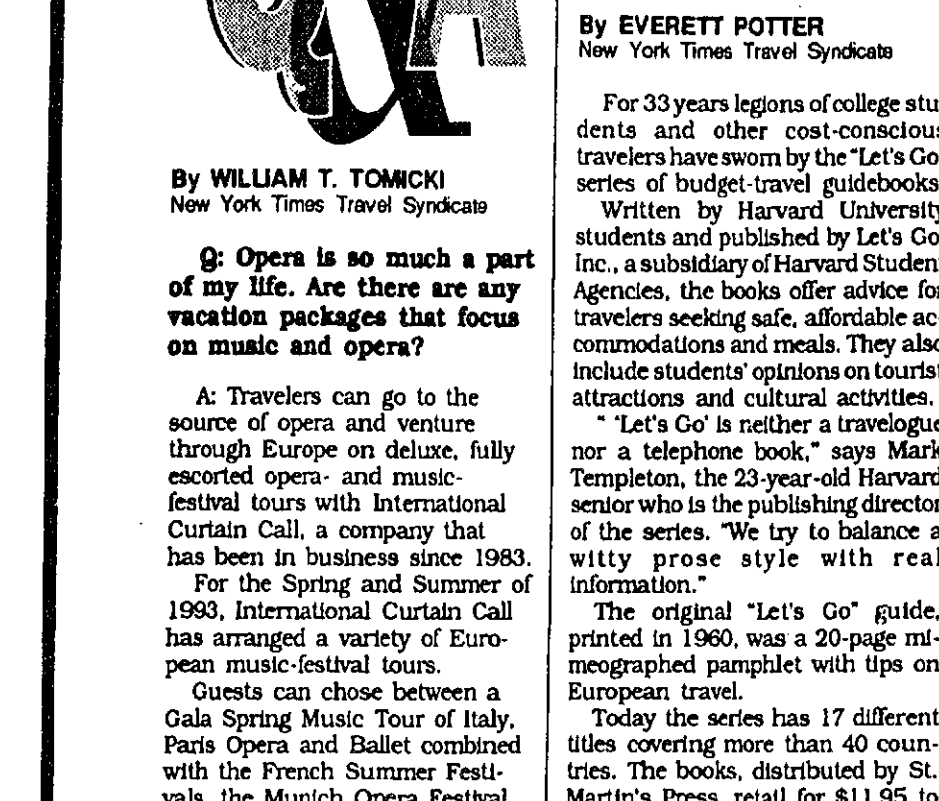 Q&A
By WILLIAM T. TOMICKI
New York Times Travel Syndicate
Q: Opera is so much a part
of my life. Are there are any
vacation packages that focus
on music and opera?
A: Travelers can go to the
source of opera and venture
through Europe on deluxe, fully
escorted opera- and music-
festival tours with International
Curtain Call, a company that
has been in business since 1983.
For the Spring and Summer of
1993, International Curtain Call
has arranged a variety of Euro-
pean music-festival tours.
Guests can chose between a
Gala Spring Music Tour of Italy,
Paris Opera and Ballet combined
with the French Summer Festi-
vals, the Munich Opera Festival
By EVERETT POTTER
New York Times Travel Syndicate
For 33 years legions of college stu
dents and other cost-conscious
travelers have sworn by the "Let's Go
series of budget-travel guidebooks
Written by Harvard University
students and published by Let's Go
Inc., a subsidiary of Harvard Student
Agencies, the books offer advice for
travelers seeking safe, affordable ac
commodations and meals. They also
include students' opinions on tourist
attractions and cultural activities.
" 'Let's Go' is neither a travelogue
nor a telephone book," says Mark
Templeton, the 23-year-old Harvard
senior who is the publishing director
of the series. "We try to balance a
witty prose style with real
information."
The original "Let's Go" guide,
printed in 1960, was a 20-page mi-
meographed pamphlet with tips on
European travel.
Today the series has 17 different
titles covering more than 40 coun-
tries. The books, distributed by St.
Martin's Press, retail for $11.95 to